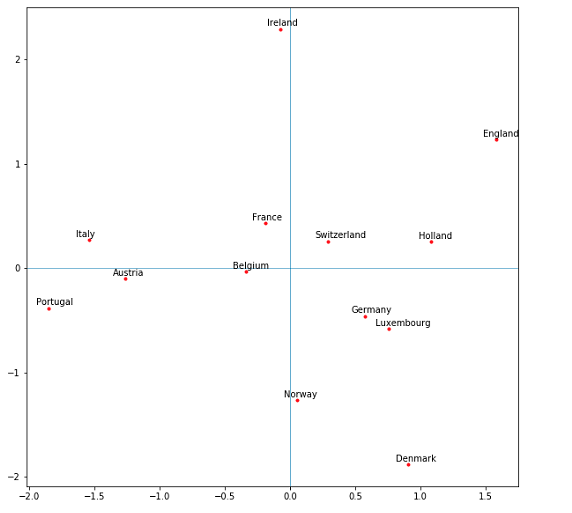 Ireland
2
England
1
France
Italy
Switzerland
Holland
0
Belgium
Austria
Portugal
Germany
Luxembourg
−1
Norway
Denmark
−2
−2.0 −1.5 −1.0 −0.5 0.0 0.5 1.0 1.5